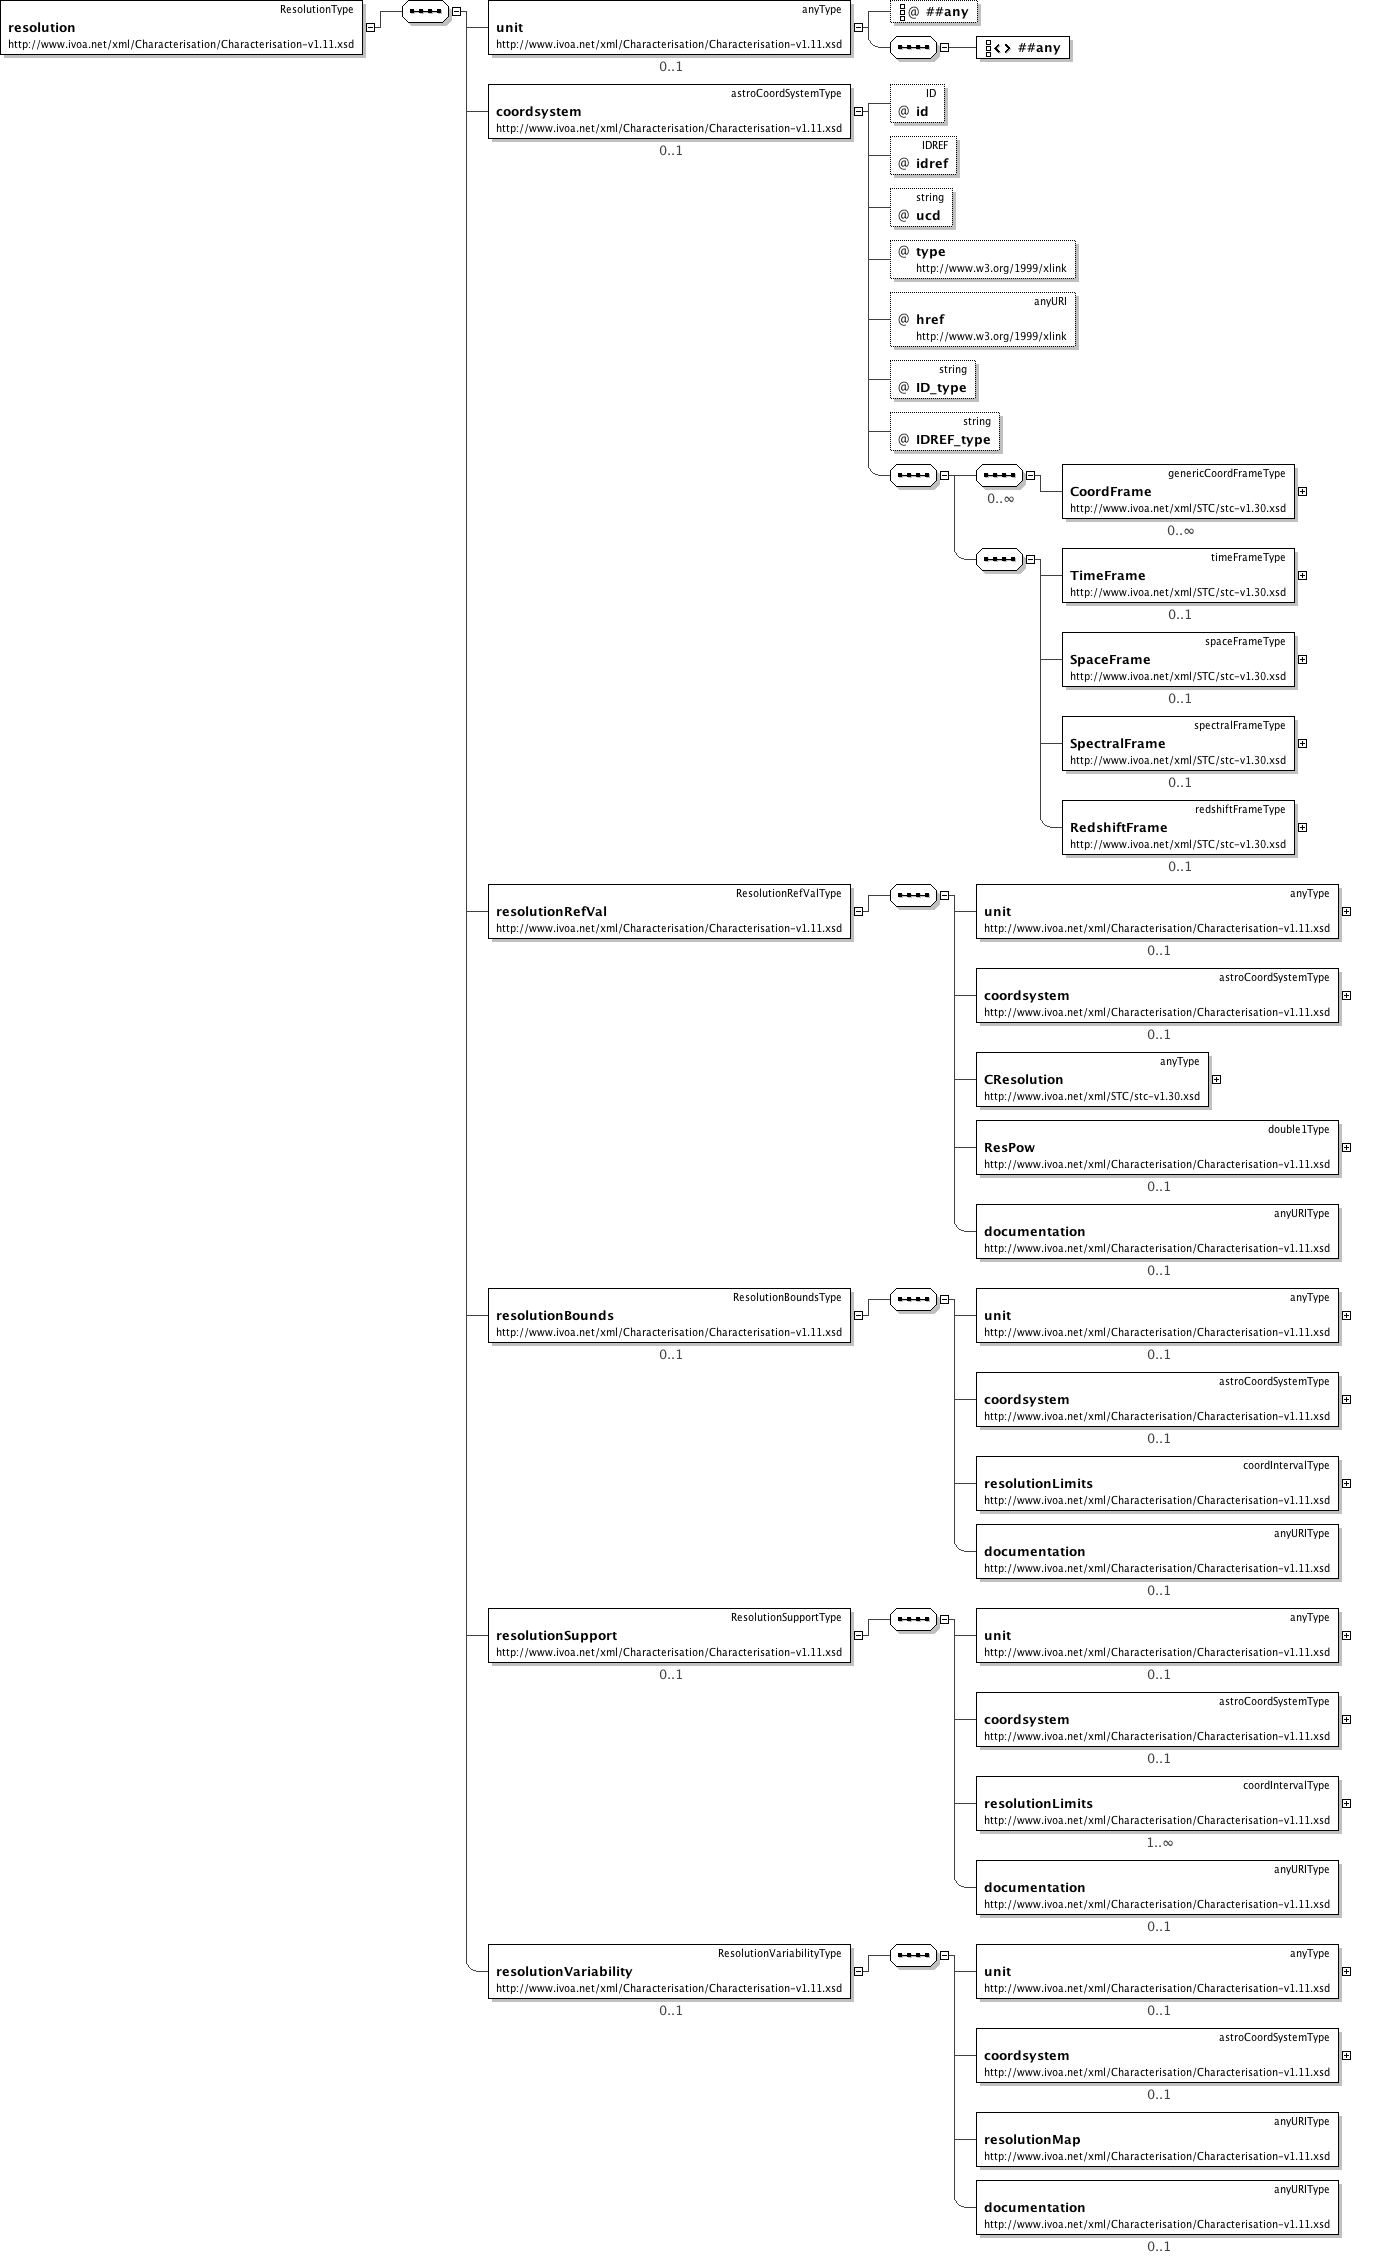 ResolutionType
resolution
http://www.ivoa.net/xml/Characterisation/Characterisation-v1.11.xsd
anyType
unit
http://www.ivoa.net/xml/Characterisation/Characterisation-v1.11.xsd
0..1
@ ##any
##any
astroCoordSystemType
coordsystem
http://www.ivoa.net/xml/Characterisation/Characterisation-v1.11.xsd
0..1
ID
@ id
IDREF
@ idref
string
@ ucd
@ type
http://www.w3.org/1999/xlink
anyURI
@ href
http://www.w3.org/1999/xlink
string
@ ID_type
string
@ IDREF_type
0..∞
genericCoordFrameType
CoordFrame
http://www.ivoa.net/xml/STC/stc-v1.30.xsd
0..∞
timeFrameType
TimeFrame
http://www.ivoa.net/xml/STC/stc-v1.30.xsd
0..1
spaceFrameType
SpaceFrame
http://www.ivoa.net/xml/STC/stc-v1.30.xsd
0..1
spectralFrameType
SpectralFrame
http://www.ivoa.net/xml/STC/stc-v1.30.xsd
0..1
redshiftFrameType
RedshiftFrame
http://www.ivoa.net/xml/STC/stc-v1.30.xsd
0..1
ResolutionRefValType
resolutionRefVal
http://www.ivoa.net/xml/Characterisation/Characterisation-v1.11.xsd
anyType
unit
http://www.ivoa.net/xml/Characterisation/Characterisation-v1.11.xsd
0..1
astroCoordSystemType
coordsystem
http://www.ivoa.net/xml/Characterisation/Characterisation-v1.11.xsd
0..1
anyType
CResolution
http://www.ivoa.net/xml/STC/stc-v1.30.xsd
double1Type
ResPow
http://www.ivoa.net/xml/Characterisation/Characterisation-v1.11.xsd
0..1
anyURIType
documentation
http://www.ivoa.net/xml/Characterisation/Characterisation-v1.11.xsd
0..1
ResolutionBoundsType
resolutionBounds
http://www.ivoa.net/xml/Characterisation/Characterisation-v1.11.xsd
0..1
anyType
unit
http://www.ivoa.net/xml/Characterisation/Characterisation-v1.11.xsd
0..1
astroCoordSystemType
coordsystem
http://www.ivoa.net/xml/Characterisation/Characterisation-v1.11.xsd
0..1
coordIntervalType
resolutionLimits
http://www.ivoa.net/xml/Characterisation/Characterisation-v1.11.xsd
anyURIType
documentation
http://www.ivoa.net/xml/Characterisation/Characterisation-v1.11.xsd
0..1
ResolutionSupportType
resolutionSupport
http://www.ivoa.net/xml/Characterisation/Characterisation-v1.11.xsd
0..1
anyType
unit
http://www.ivoa.net/xml/Characterisation/Characterisation-v1.11.xsd
0..1
astroCoordSystemType
coordsystem
http://www.ivoa.net/xml/Characterisation/Characterisation-v1.11.xsd
0..1
coordIntervalType
resolutionLimits
http://www.ivoa.net/xml/Characterisation/Characterisation-v1.11.xsd
1..∞
anyURIType
documentation
http://www.ivoa.net/xml/Characterisation/Characterisation-v1.11.xsd
0..1
ResolutionVariabilityType
resolutionVariability
http://www.ivoa.net/xml/Characterisation/Characterisation-v1.11.xsd
0..1
anyType
unit
http://www.ivoa.net/xml/Characterisation/Characterisation-v1.11.xsd
0..1
astroCoordSystemType
coordsystem
http://www.ivoa.net/xml/Characterisation/Characterisation-v1.11.xsd
0..1
anyURIType
resolutionMap
http://www.ivoa.net/xml/Characterisation/Characterisation-v1.11.xsd
anyURIType
documentation
http://www.ivoa.net/xml/Characterisation/Characterisation-v1.11.xsd
0..1